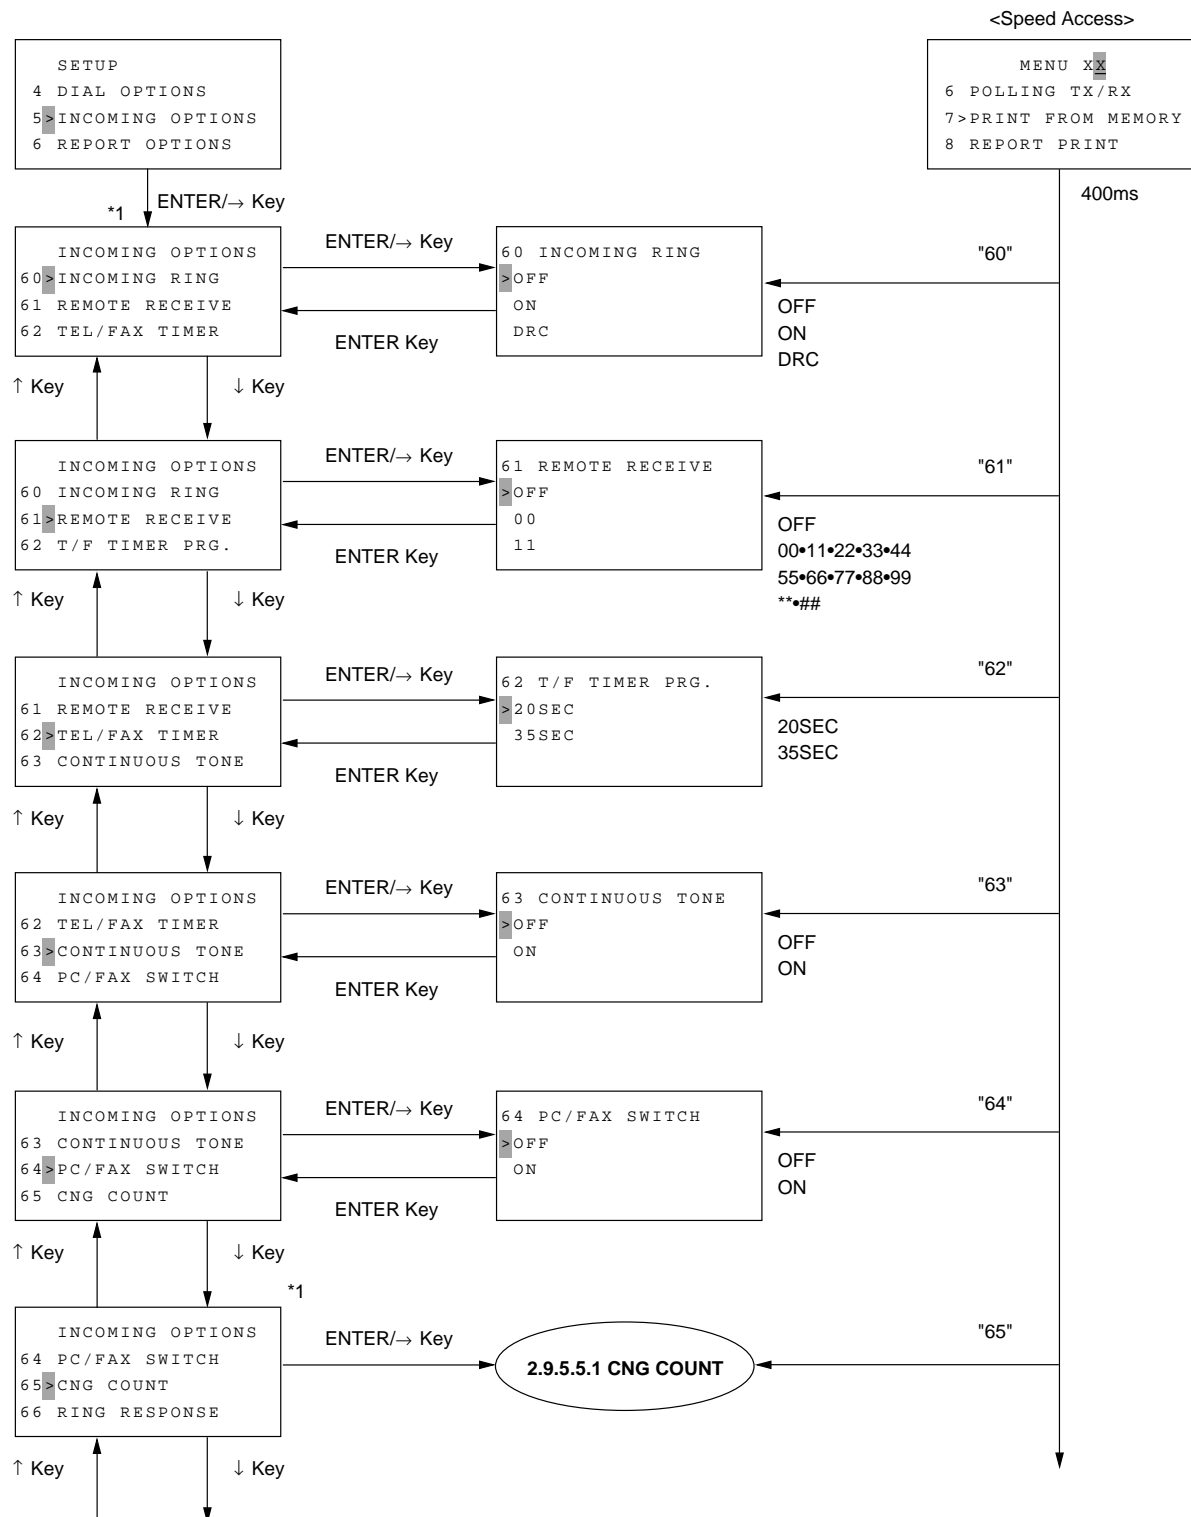 <Speed Access>
SETUP
4 DIAL OPTIONS
5>INCOMING OPTIONS
6 REPORT OPTIONS
MENU XX
6 POLLING TX/RX
7>PRINT FROM MEMORY
8 REPORT PRINT
400ms
*1
ENTER/→ Key
INCOMING OPTIONS
60>INCOMING RING
61 REMOTE RECEIVE
62 TEL/FAX TIMER
ENTER/→ Key
ENTER Key
60 INCOMING RING
>OFF
ON
DRC
"60"
OFF
ON
DRC
↑ Key
↓ Key
INCOMING OPTIONS
60 INCOMING RING
61>REMOTE RECEIVE
62 T/F TIMER PRG.
ENTER/→ Key
ENTER Key
61 REMOTE RECEIVE
>OFF
00
11
"61"
OFF
00•11•22•33•44
55•66•77•88•99
**•##
↑ Key
↓ Key
INCOMING OPTIONS
61 REMOTE RECEIVE
62>TEL/FAX TIMER
63 CONTINUOUS TONE
ENTER/→ Key
ENTER Key
62 T/F TIMER PRG.
>20SEC
35SEC
"62"
20SEC
35SEC
↑ Key
↓ Key
INCOMING OPTIONS
62 TEL/FAX TIMER
63>CONTINUOUS TONE
64 PC/FAX SWITCH
ENTER/→ Key
ENTER Key
63 CONTINUOUS TONE
>OFF
ON
"63"
OFF
ON
↑ Key
↓ Key
INCOMING OPTIONS
63 CONTINUOUS TONE
64>PC/FAX SWITCH
65 CNG COUNT
ENTER/→ Key
ENTER Key
64 PC/FAX SWITCH
>OFF
ON
"64"
OFF
ON
↑ Key
↓ Key
*1
INCOMING OPTIONS
64 PC/FAX SWITCH
65>CNG COUNT
66 RING RESPONSE
ENTER/→ Key
2.9.5.5.1 CNG COUNT
"65"
↑ Key
↓ Key